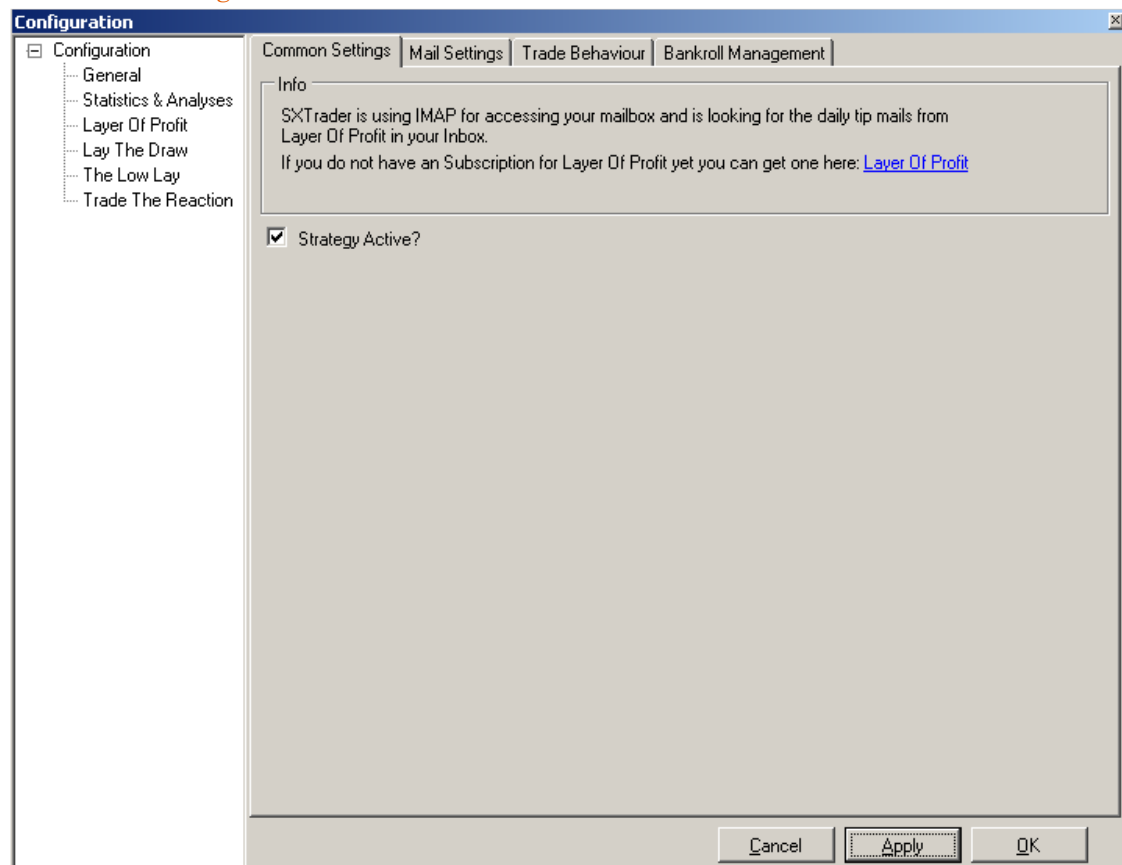 Configuration
Configuration
General
Statistics & Analyses
Layer Of Profit
Lay The Draw
The Low Lay
Trade The Reaction
Common Settings Mail Settings Trade Behaviour Bankroll Management
Info
SXTrader is using IMAP for accessing your mailbox and is looking for the daily tip mails from
Layer Of Profit in your Inbox.
If you do not have an Subscription for Layer Of Profit yet you can get one here: Layer Of Profit
Strategy Active?
Cancel Apply OK